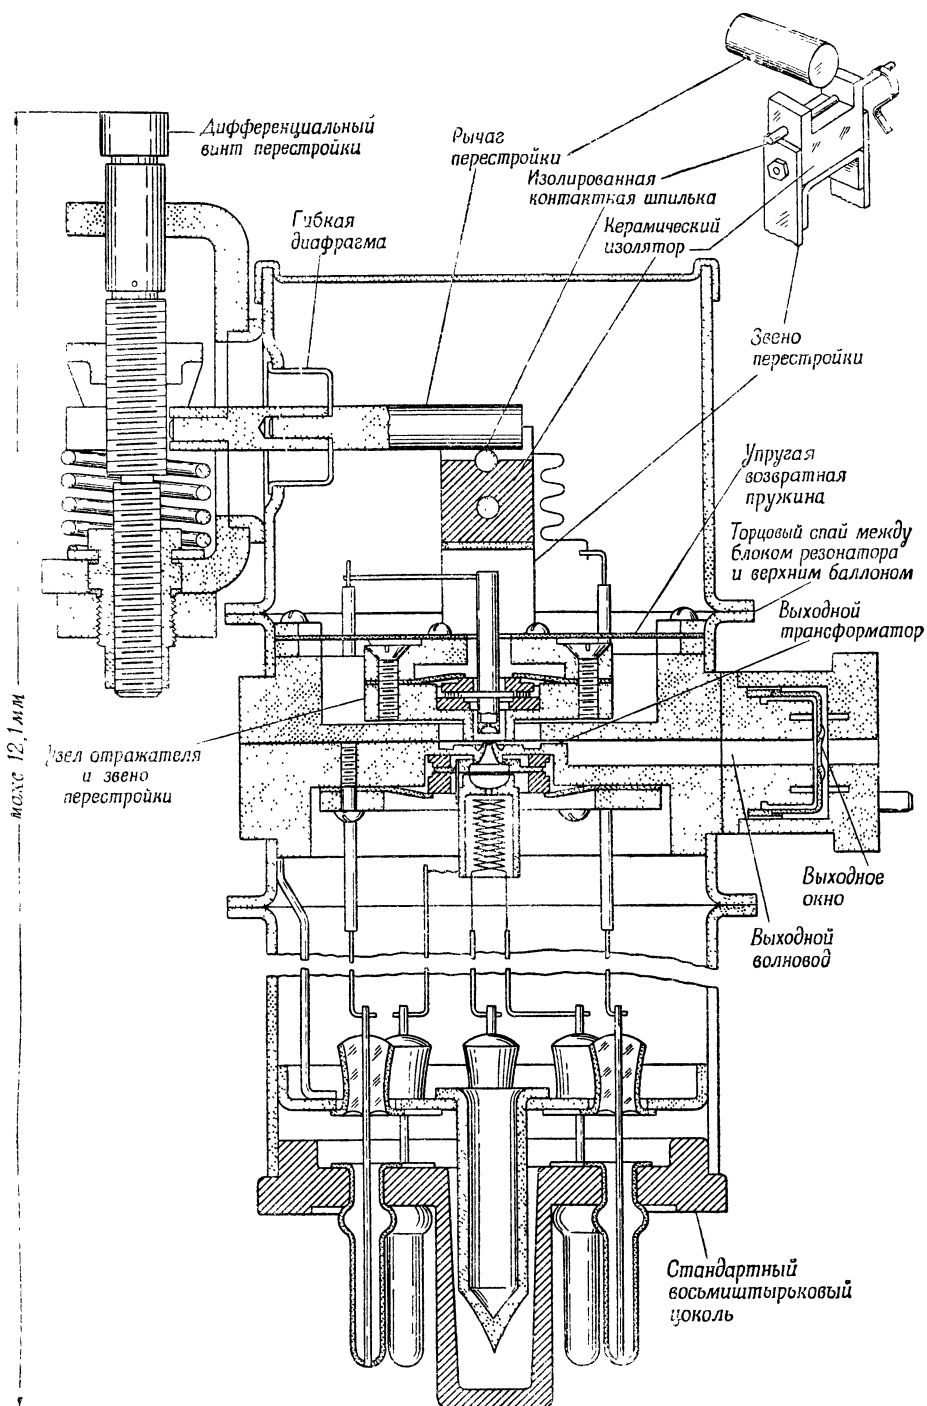 Дифференциальный
винт перестройки
Рычаг
перестройки
Изолированная
контактная шпилька
Гибкая
диафрагма
Керамический
изолятор
Звено
перестройки
Упругая
возвратная
пружина
Торцовый спай между
блоком резонатора
и верхним баллоном
Выходной
трансформатор
Узел отражателя
и звено
перестройки
макс 12,1мм
Выходное
окно
Выходной
волновод
Стандартный
восьмиштырьковый
цоколь